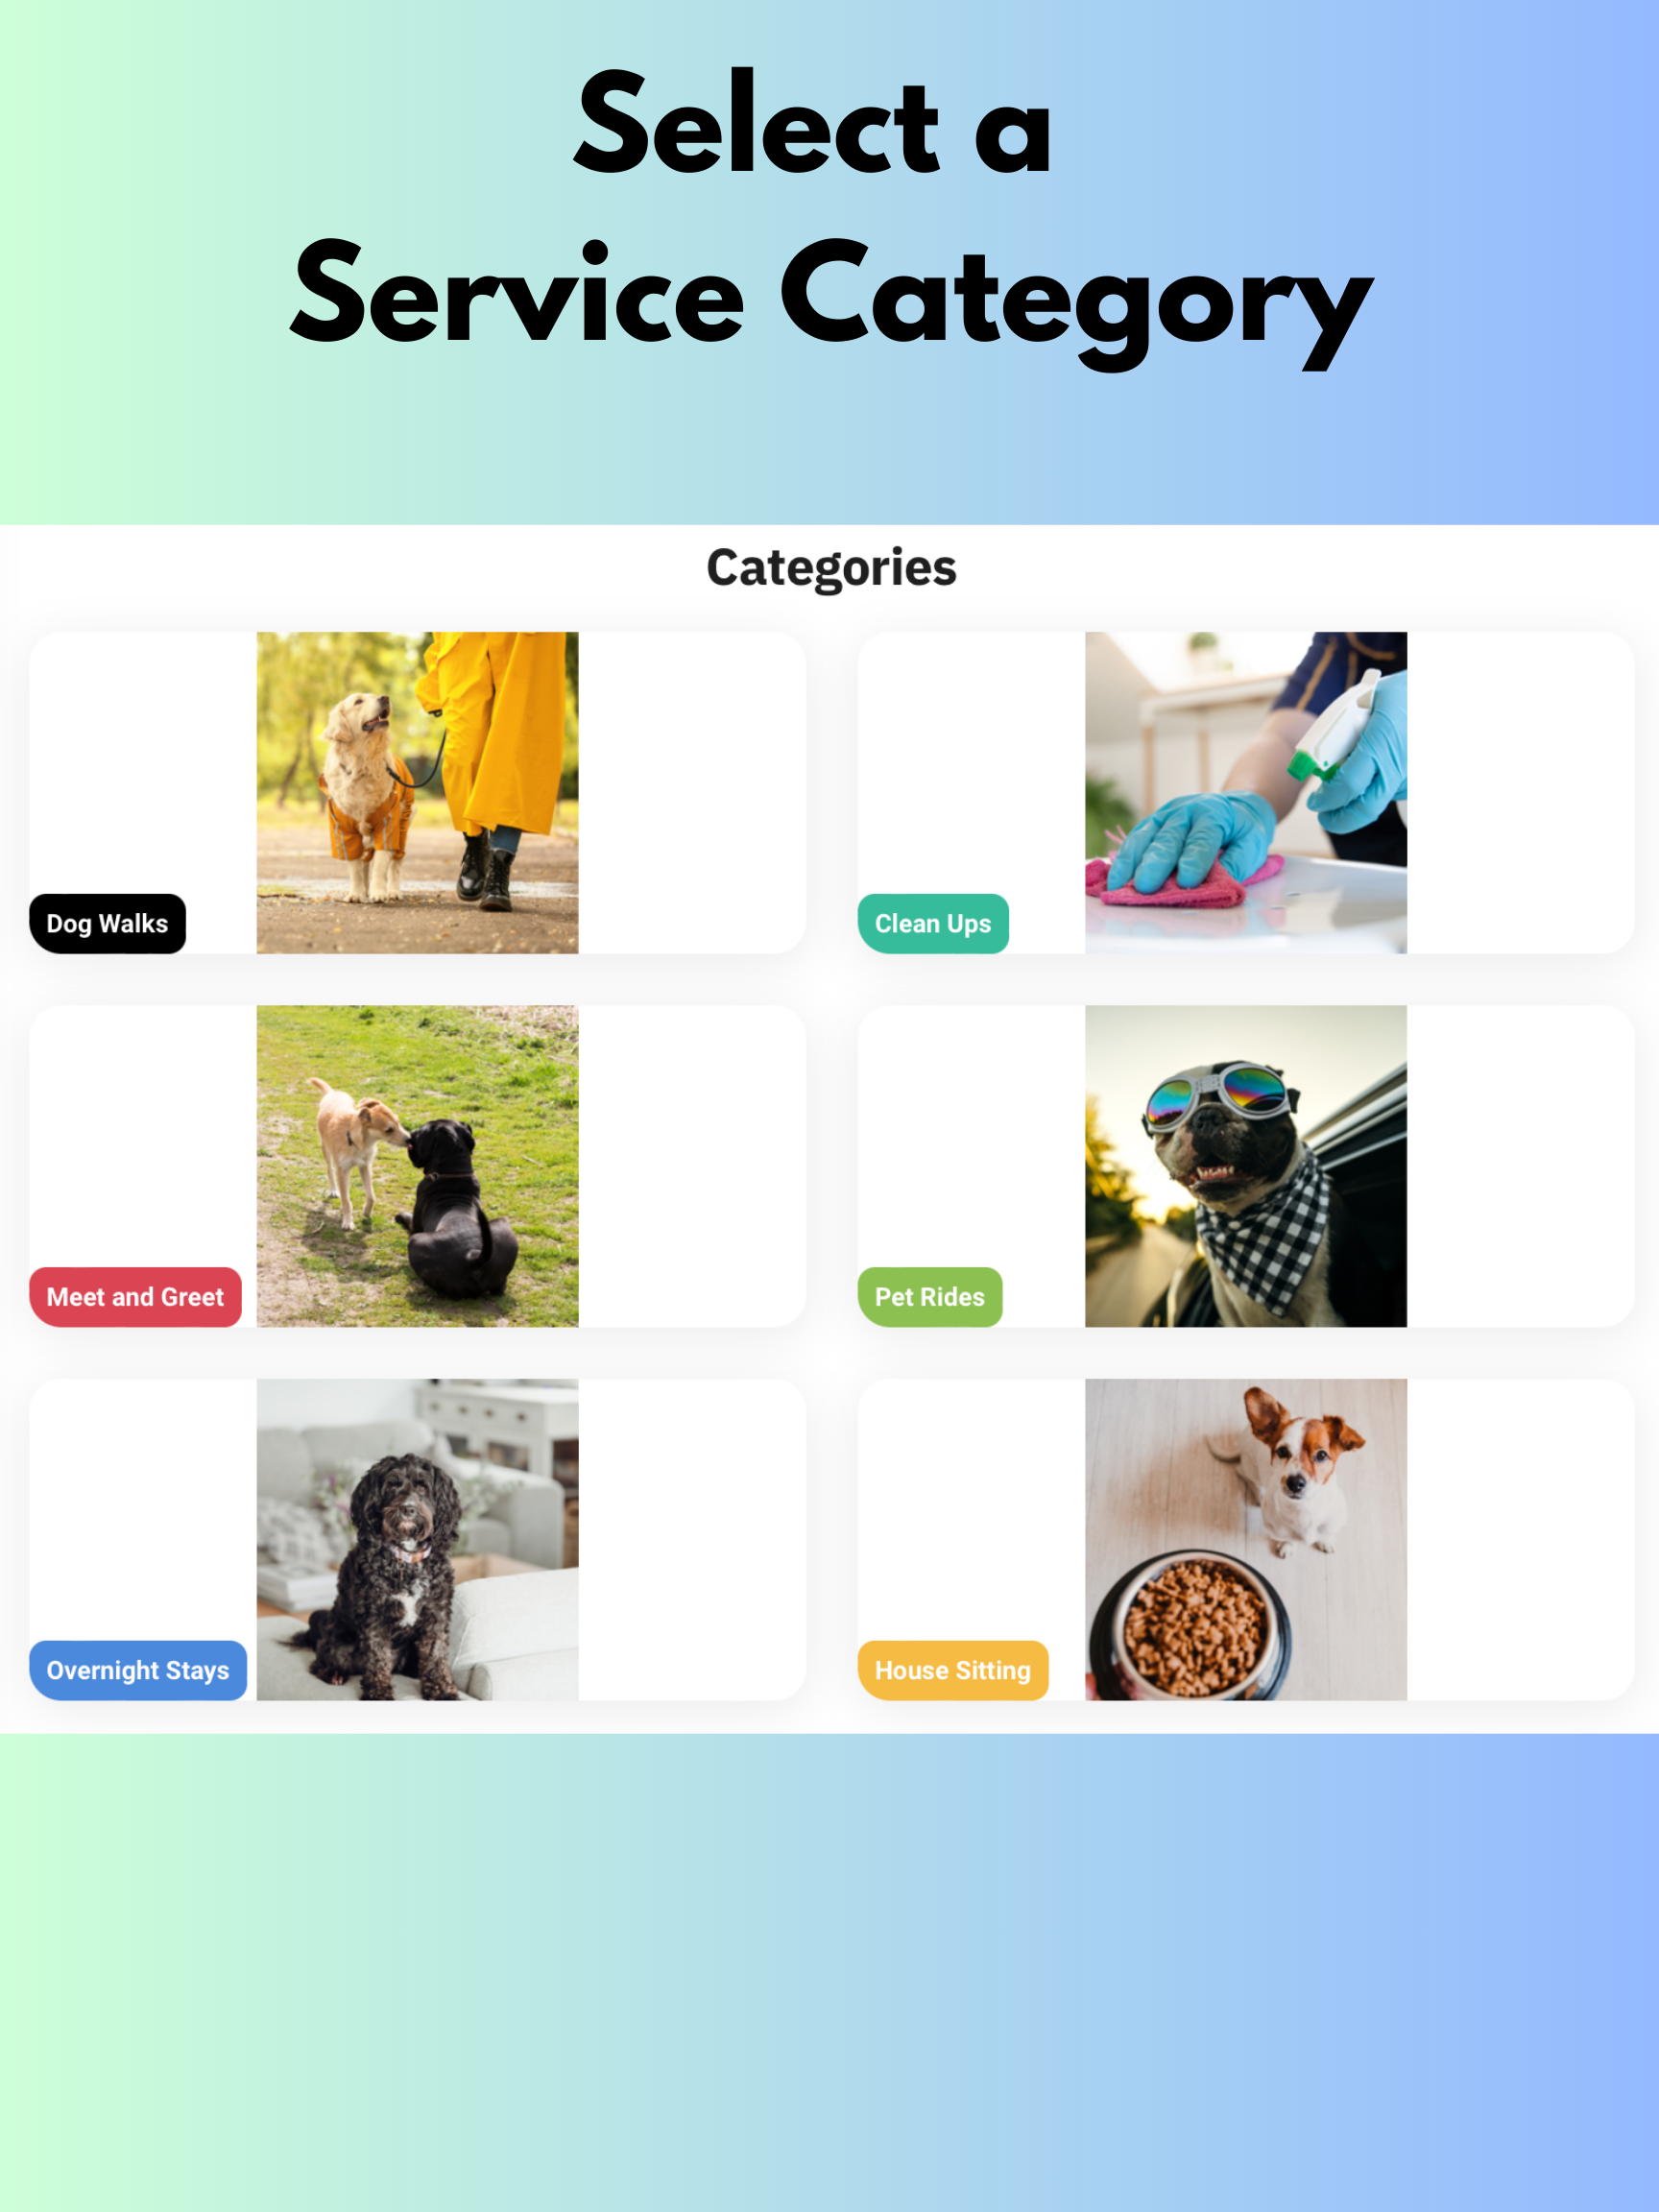 Select a
Service Category
Categories
Dog Walks
Clean Ups
Meet and Greet
Pet Rides
Overnight Stays
House Sitting